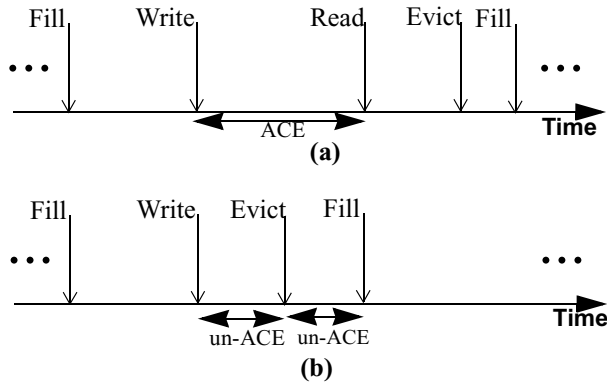 Fill Write Read Evict Fill
••• •••
ACE Time
(a)
Fill Write Evict Fill
••• •••
un-ACE un-ACE Time
(b)